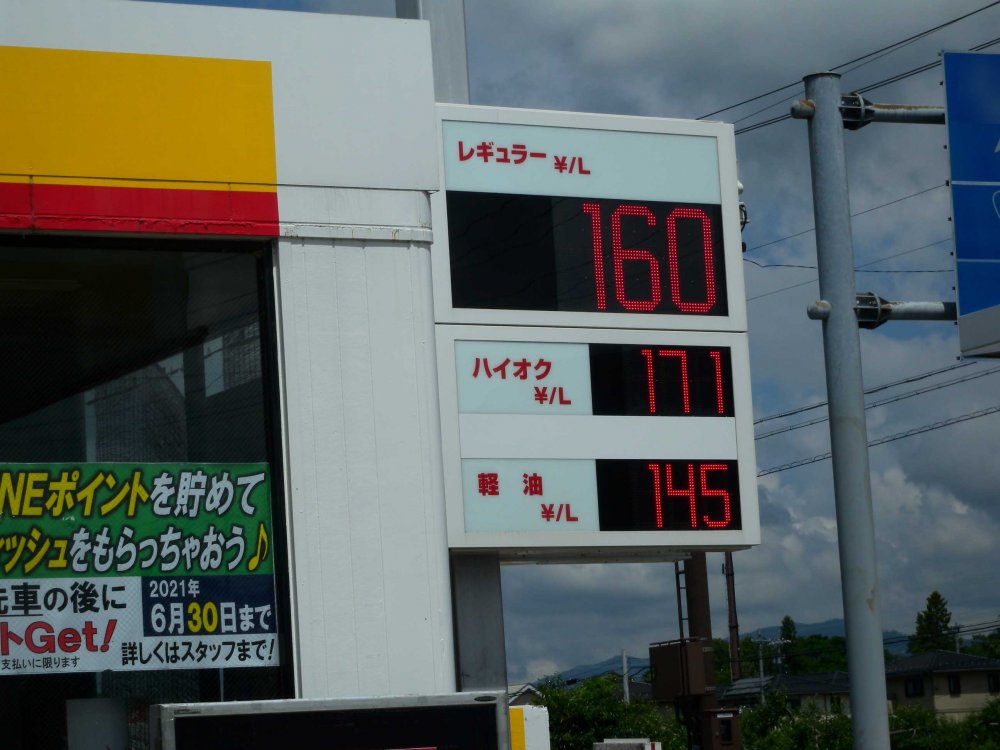 レギュラー ¥/L
160
ハイオク
¥/L
171
軽 油
¥/L
145
NEポイントを貯めて
ッシュをもらっちゃおう♪
洗車の後に
トGet!
支払いに限ります
2021年
6月30日まで
詳しくはスタッフまで!